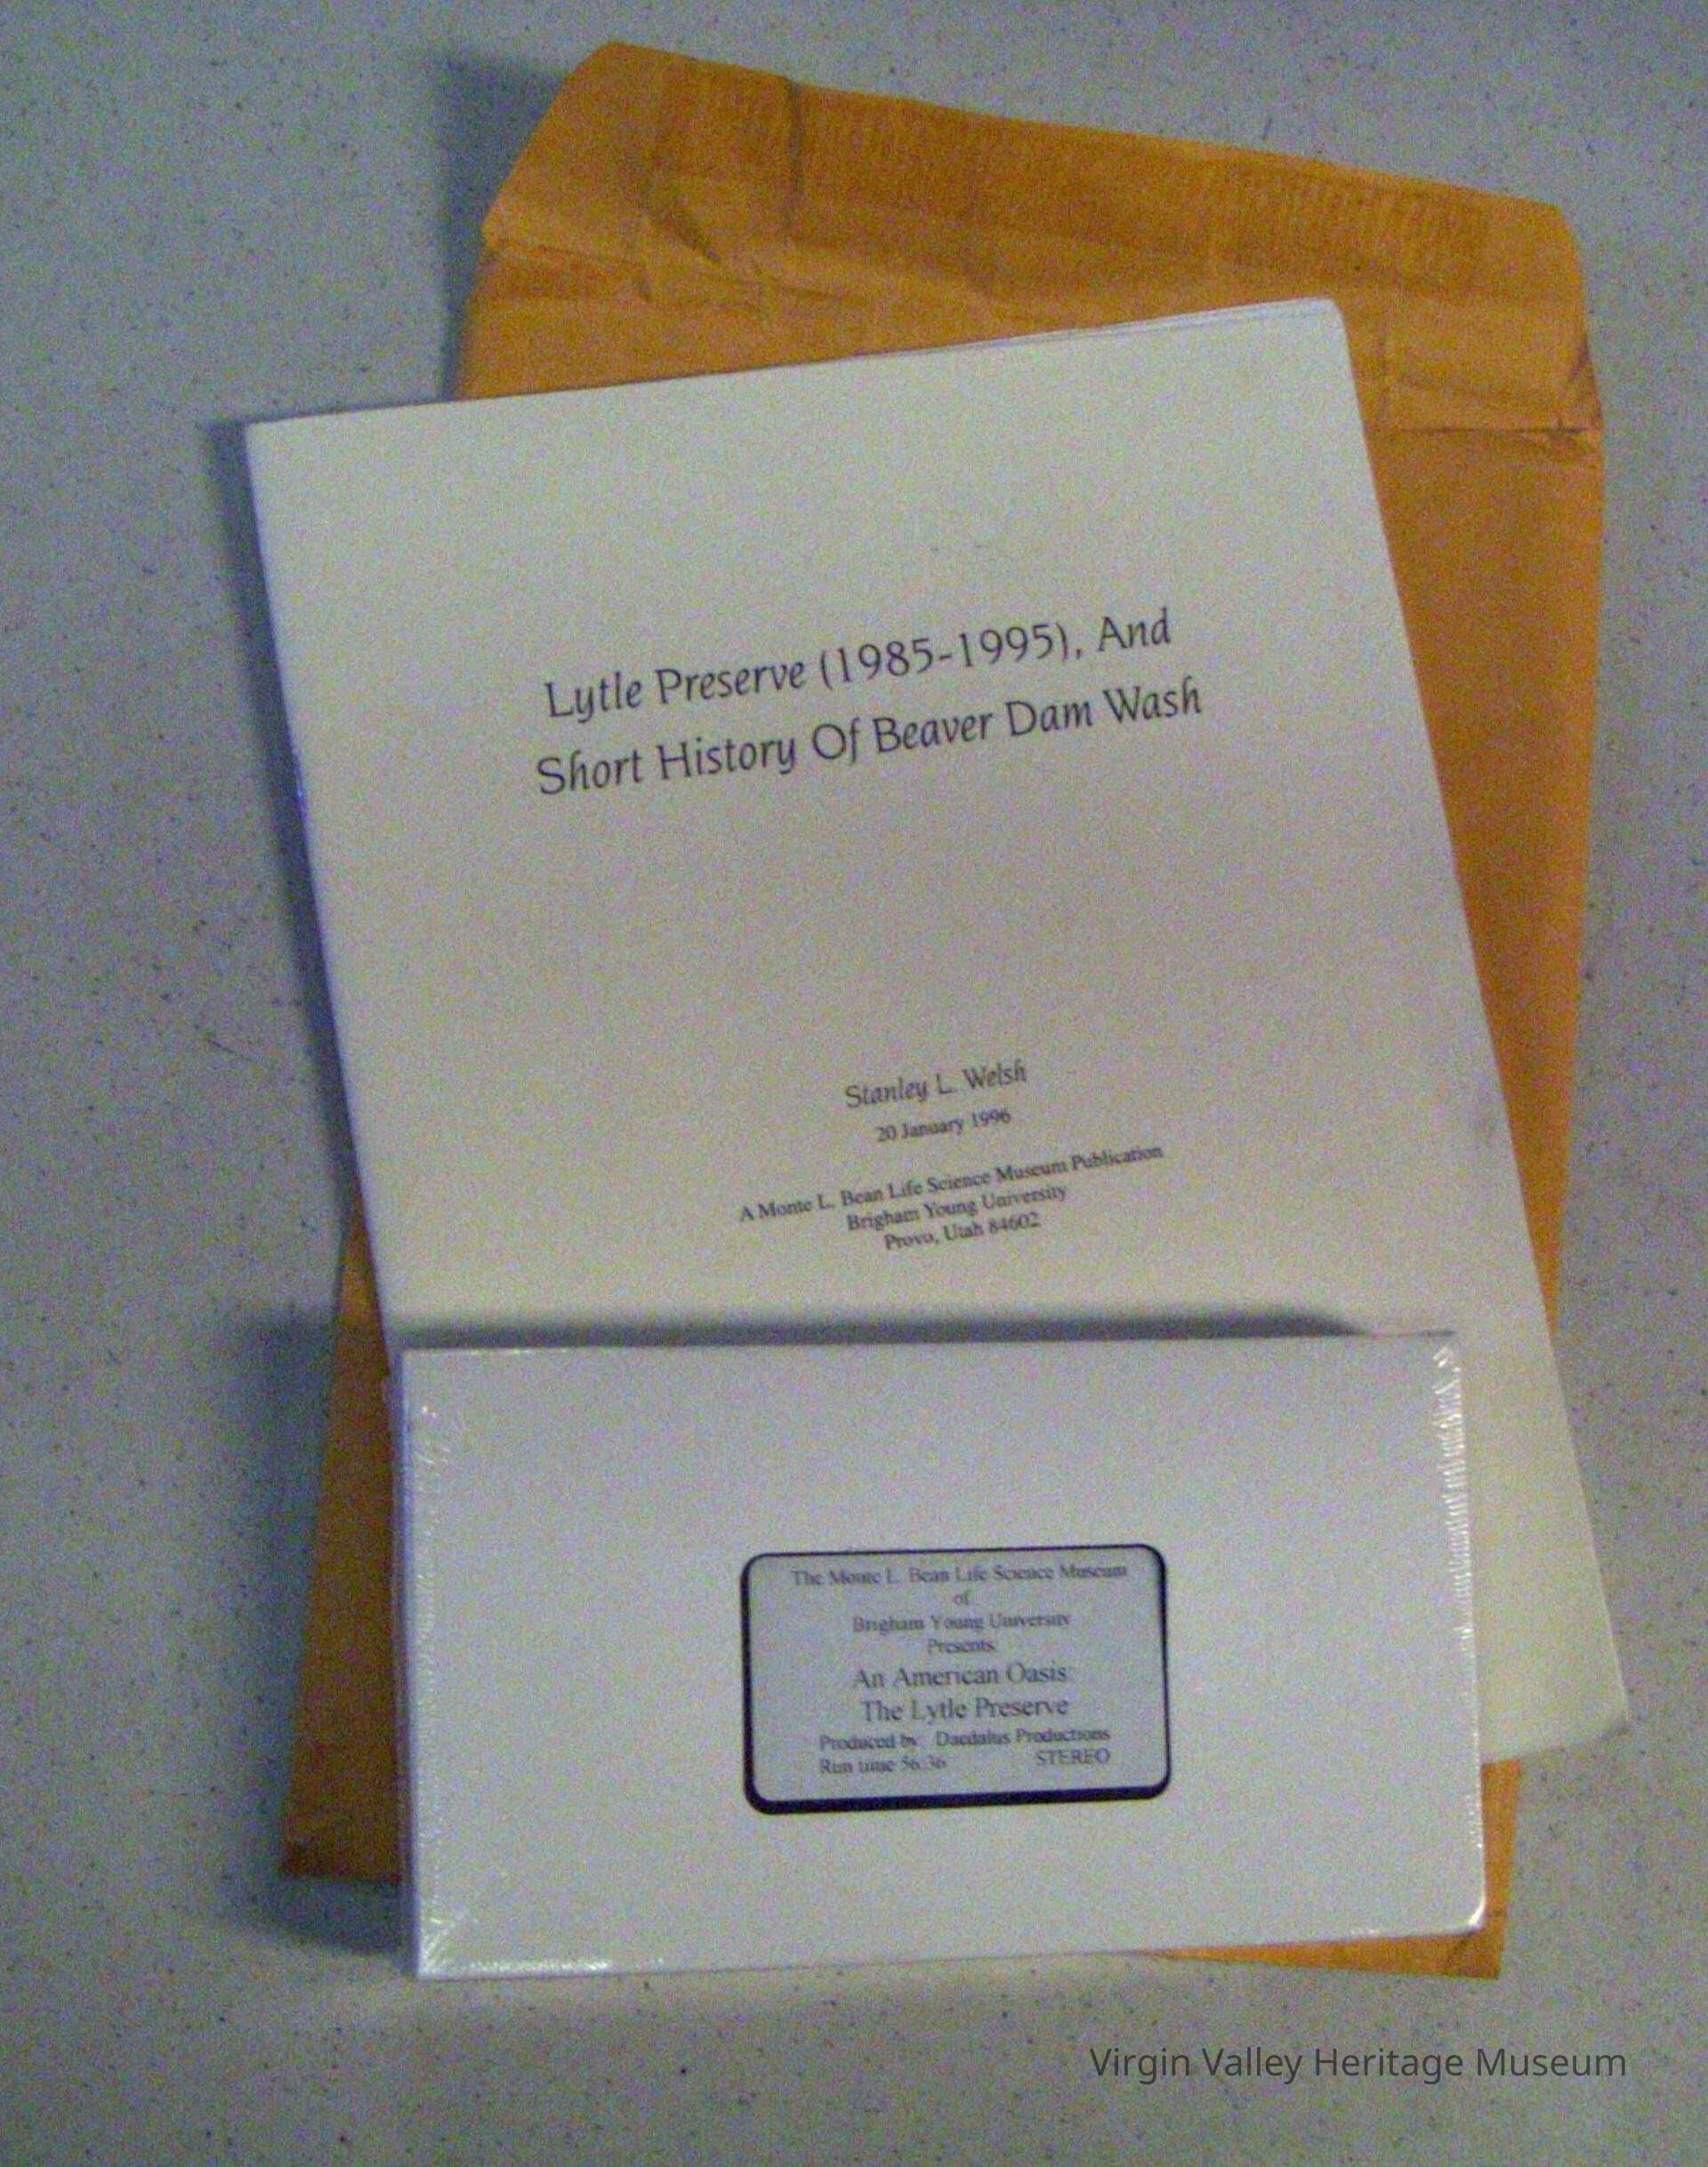 Lytle Preserve (1985-1995), And
Short History Of Beaver Dam Wash
Stanley L. Welsh
20 January 1996
A Monte L. Bean Life Science Museum Publication
Brigham Young University
Provo, Utah 84602
The Monte L. Bean Life Science Museum
of
Brigham Young University
Presents:
An American Oasis:
The Lytle Preserve
Produced by Daedalus Productions
Run time 56:36 STEREO
Virgin Valley Heritage Museum